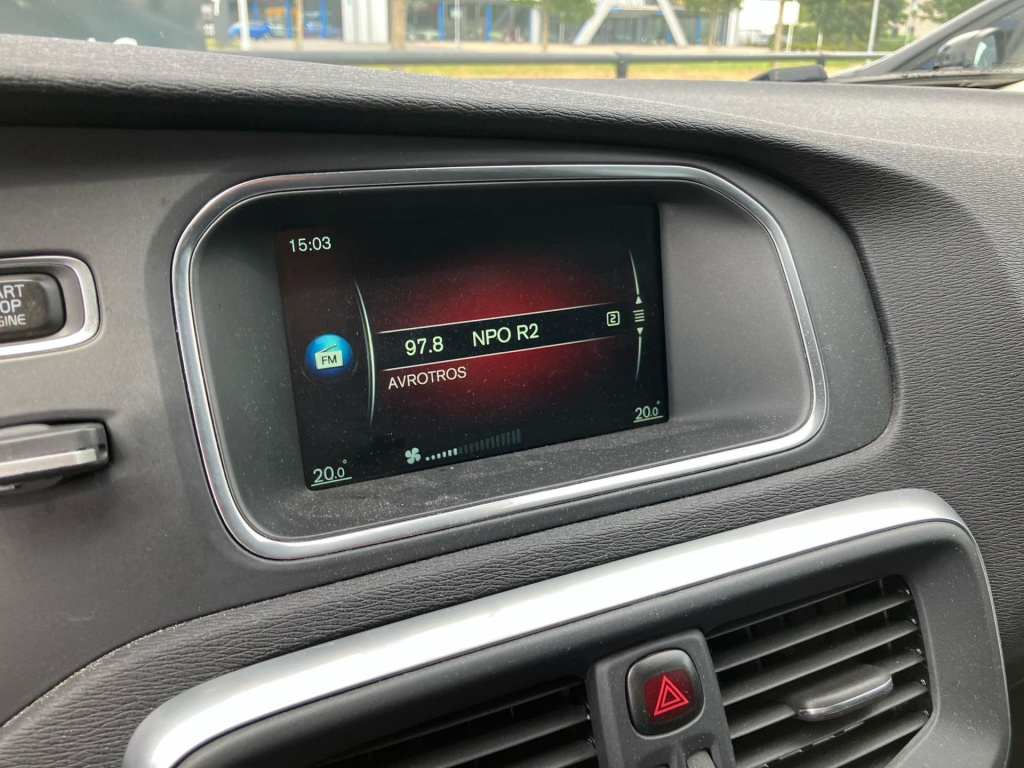 15:03
97.8 NPO R2 2
FM
AVROTROS
20.0°
20.0°
ART
OP
GINE